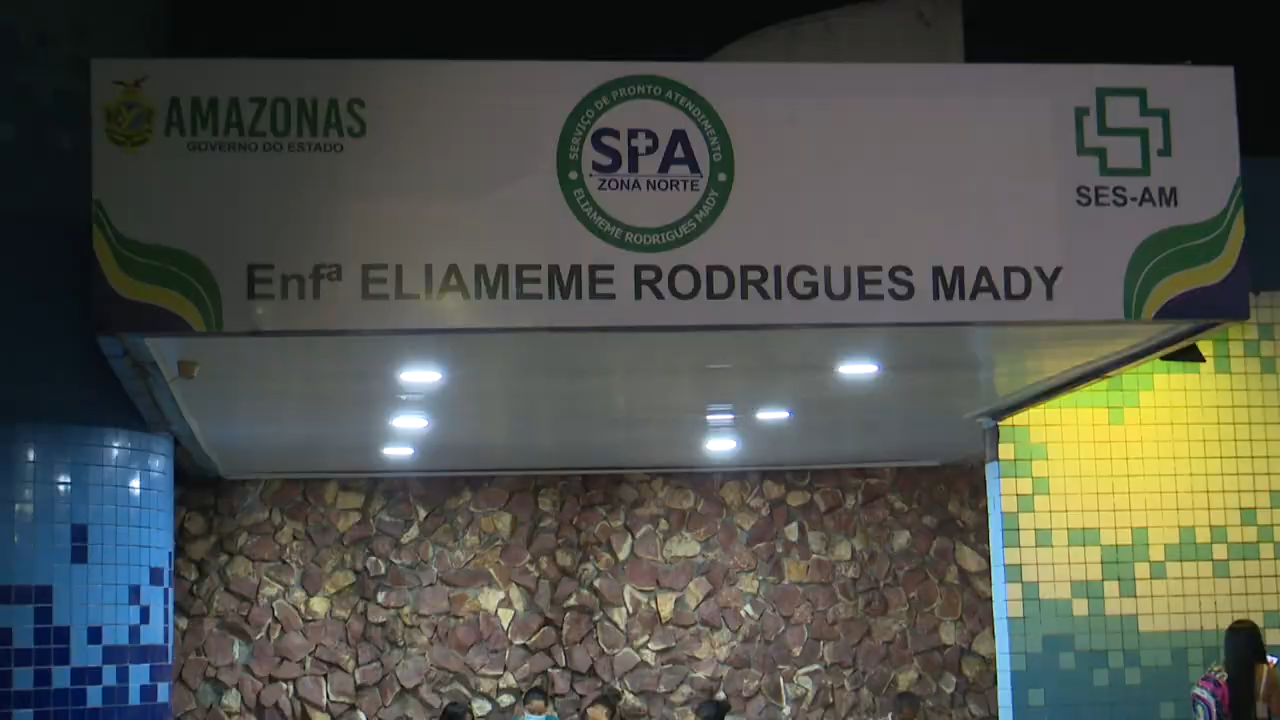 AMAZONAS
GOVERNO DO ESTADO
SERVIÇO DE PRONTO ATENDIMENTO
SPA
ZONA NORTE
ELIAMEME RODRIGUES MADY
SES-AM
Enfª ELIAMEME RODRIGUES MADY